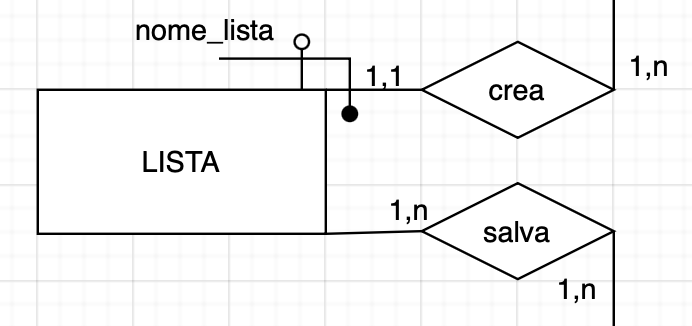 nome_lista
1,1
crea
1,n
LISTA
1,n
salva
1,n